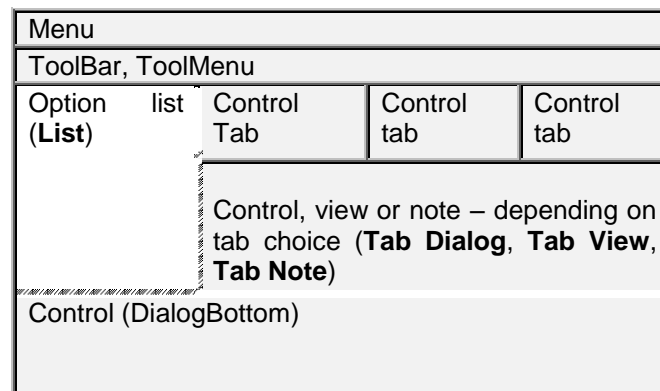 Menu
ToolBar, ToolMenu
Option list
(List)
Control
Tab
Control
tab
Control
tab
Control, view or note – depending on
tab choice (Tab Dialog, Tab View,
Tab Note)
Control (DialogBottom)